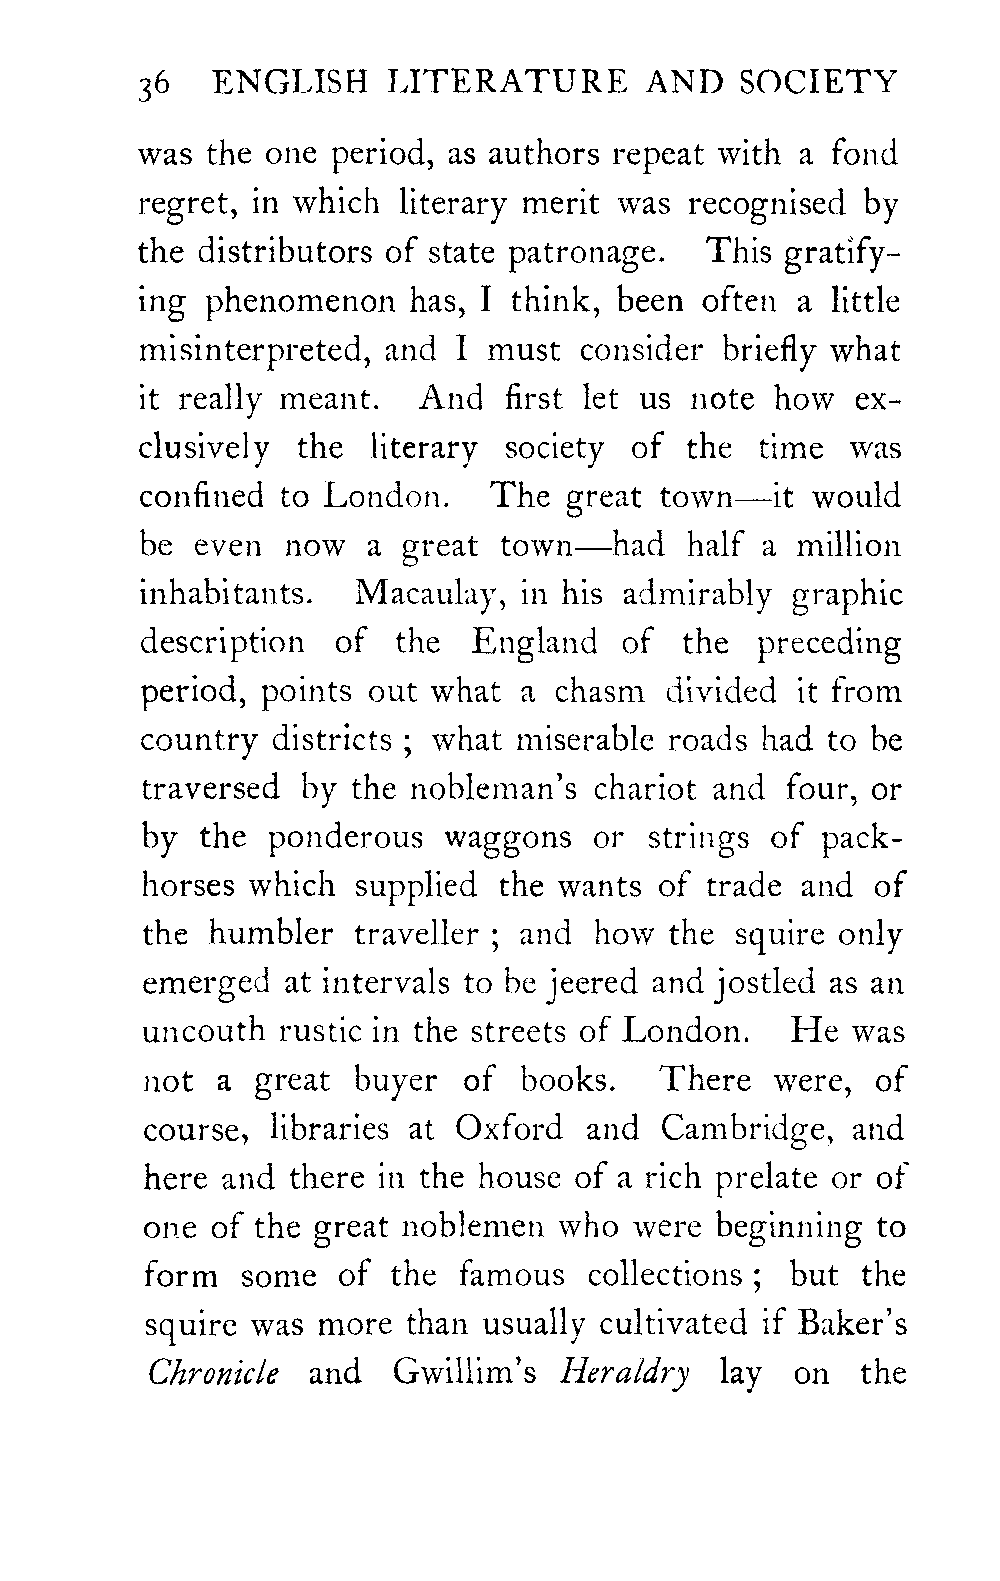 36 ENGLISH LITERATURE AND SOCIETY
was the one period, as authors repeat with a fond
regret, in which literary merit was recognised by
the distributors of state patronage. This gratify-
ing phenomenon has, I think, been often a little
misinterpreted, and I must consider briefly what
it really meant. And first let us note how ex-
clusively the literary society of the time was
confined to London. The great town—it would
be even now a great town—had half a million
inhabitants. Macaulay, in his admirably graphic
description of the England of the preceding
period, points out what a chasm divided it from
country districts ; what miserable roads had to be
traversed by the nobleman's chariot and four, or
by the ponderous waggons or strings of pack-
horses which supplied the wants of trade and of
the humbler traveller ; and how the squire only
emerged at intervals to be jeered and jostled as an
uncouth rustic in the streets of London. He was
not a great buyer of books. There were, of
course, libraries at Oxford and Cambridge, and
here and there in the house of a rich prelate or of
one of the great noblemen who were beginning to
form some of the famous collections ; but the
squire was more than usually cultivated if Baker's
Chronicle and Gwillim's Heraldry lay on the